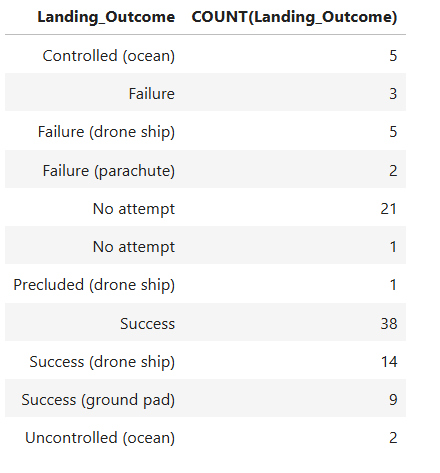 Landing_Outcome COUNT(Landing_Outcome)
Controlled (ocean) 5
Failure 3
Failure (drone ship) 5
Failure (parachute) 2
No attempt 21
No attempt 1
Precluded (drone ship) 1
Success 38
Success (drone ship) 14
Success (ground pad) 9
Uncontrolled (ocean) 2